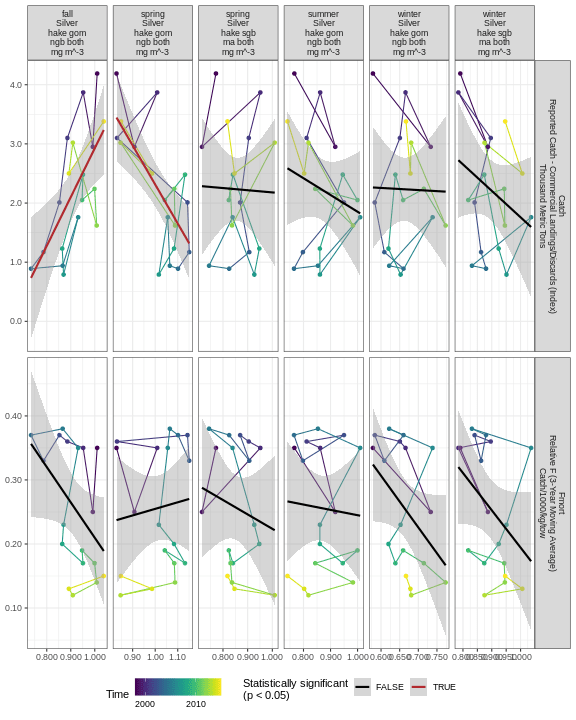 fall
Silver
hake gom
ngb both
mg m^-3
spring
Silver
hake gom
ngb both
mg m^-3
spring
Silver
hake sgb
ma both
mg m^-3
summer
Silver
hake gom
ngb both
mg m^-3
winter
Silver
hake gom
ngb both
mg m^-3
winter
Silver
hake sgb
ma both
mg m^-3
4.0
3.0
2.0
1.0
0.0
Catch
Reported Catch - Commercial Landings/Discards (Index)
Thousand Metric Tons
0.40
0.30
0.20
0.10
Fmort
Relative F (3-Year Moving Average)
Catch/1000/kg/tow
0.800 0.900 1.000
0.90 1.00 1.10
0.800 0.900 1.000
0.800 0.900 1.000
0.600 0.650 0.700 0.750
0.800 0.850 0.900 0.950 1.000
Time
2000 2010
Statistically significant
(p < 0.05)
FALSE
TRUE